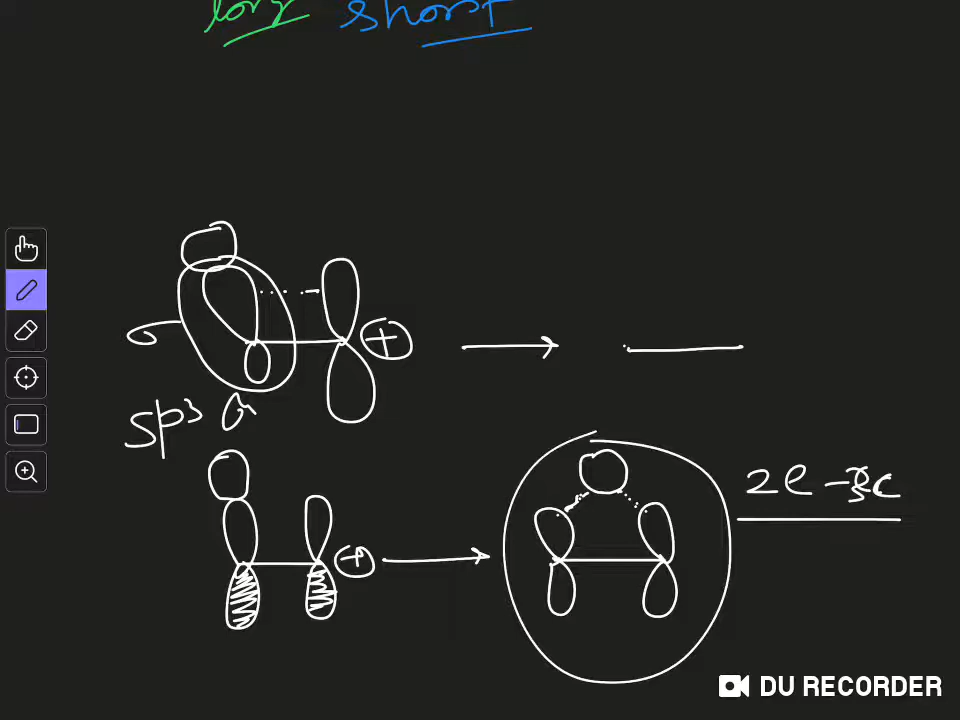 long short
⊕
sp3 σ
⊕
2e - 3c
DU RECORDER